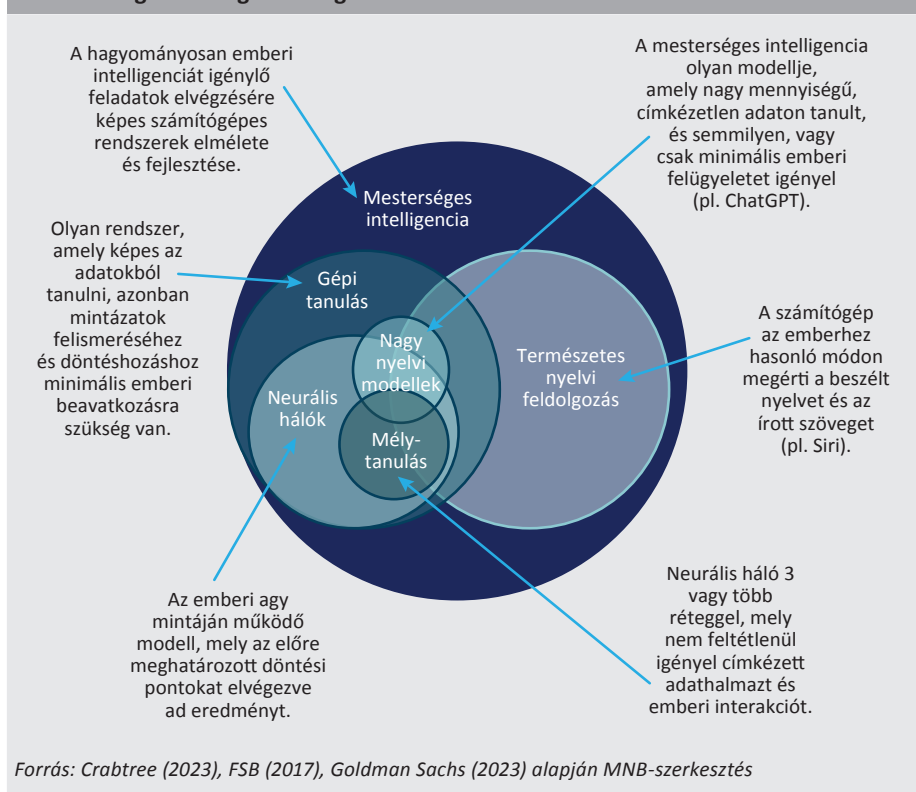 A hagyományosan emberi
intelligenciát igénylő
feladatok elvégzésére
képes számítógépes
rendszerek elmélete
és fejlesztése.
A mesterséges intelligencia
olyan modellje,
amely nagy mennyiségű,
címkézetlen adaton tanult,
és semmilyen, vagy
csak minimális emberi
felügyeletet igényel
(pl. ChatGPT).
Mesterséges
intelligencia
Olyan rendszer,
amely képes az
adatokból
tanulni, azonban
mintázatok
felismeréséhez
és döntéshozáshoz
minimális emberi
beavatkozásra
szükség van.
Gépi
tanulás
Nagy
nyelvi
modellek
Neurális
hálók
Mély-
tanulás
Természetes
nyelvi
feldolgozás
A számítógép
az emberhez
hasonló módon
megérti a beszélt
nyelvet és az
írott szöveget
(pl. Siri).
Az emberi agy
mintáján működő
modell, mely az előre
meghatározott döntési
pontokat elvégezve
ad eredményt.
Neurális háló 3
vagy több
réteggel, mely
nem feltétlenül
igényel címkézett
adathalmazt és
emberi interakciót.
Forrás: Crabtree (2023), FSB (2017), Goldman Sachs (2023) alapján MNB-szerkesztés